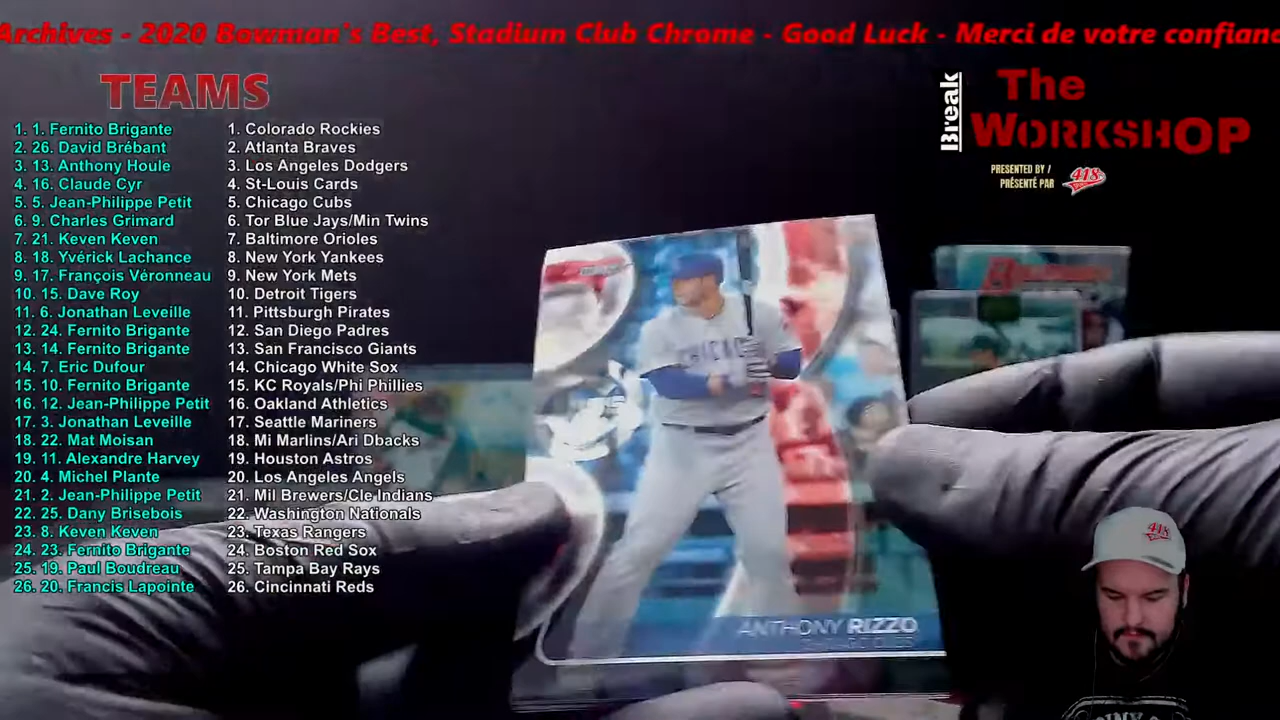 Archives - 2020 Bowman's Best, Stadium Club Chrome - Good Luck - Merci de votre confianc
TEAMS
1. 1. Fernito Brigante
2. 26. David Brébant
3. 13. Anthony Houle
4. 16. Claude Cyr
5. 5. Jean-Philippe Petit
6. 9. Charles Grimard
7. 21. Keven Keven
8. 18. Yvérick Lachance
9. 17. François Véronneau
10. 15. Dave Roy
11. 6. Jonathan Leveille
12. 24. Fernito Brigante
13. 14. Fernito Brigante
14. 7. Eric Dufour
15. 10. Fernito Brigante
16. 12. Jean-Philippe Petit
17. 3. Jonathan Leveille
18. 22. Mat Moisan
19. 11. Alexandre Harvey
20. 4. Michel Plante
21. 2. Jean-Philippe Petit
22. 25. Dany Brisebois
23. 8. Keven Keven
24. 23. Fernito Brigante
25. 19. Paul Boudreau
26. 20. Francis Lapointe
1. Colorado Rockies
2. Atlanta Braves
3. Los Angeles Dodgers
4. St-Louis Cards
5. Chicago Cubs
6. Tor Blue Jays/Min Twins
7. Baltimore Orioles
8. New York Yankees
9. New York Mets
10. Detroit Tigers
11. Pittsburgh Pirates
12. San Diego Padres
13. San Francisco Giants
14. Chicago White Sox
15. KC Royals/Phi Phillies
16. Oakland Athletics
17. Seattle Mariners
18. Mi Marlins/Ari Dbacks
19. Houston Astros
20. Los Angeles Angels
21. Mil Brewers/Cle Indians
22. Washington Nationals
23. Texas Rangers
24. Boston Red Sox
25. Tampa Bay Rays
26. Cincinnati Reds
Break
The
WORKSHOP
PRESENTED BY /
PRÉSENTÉ PAR
418
CHICAGO
ANTHONY RIZZO
418